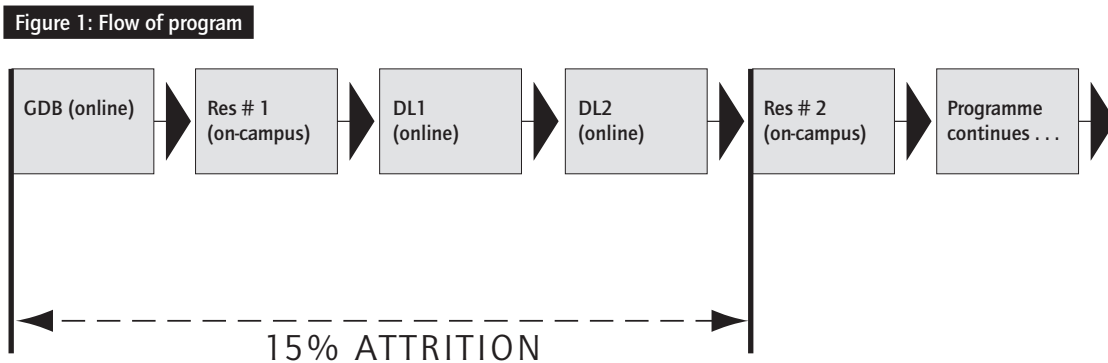 Figure 1: Flow of program
GDB (online)
Res # 1
(on-campus)
DL1
(online)
DL2
(online)
Res # 2
(on-campus)
Programme
continues . . .
15% ATTRITION